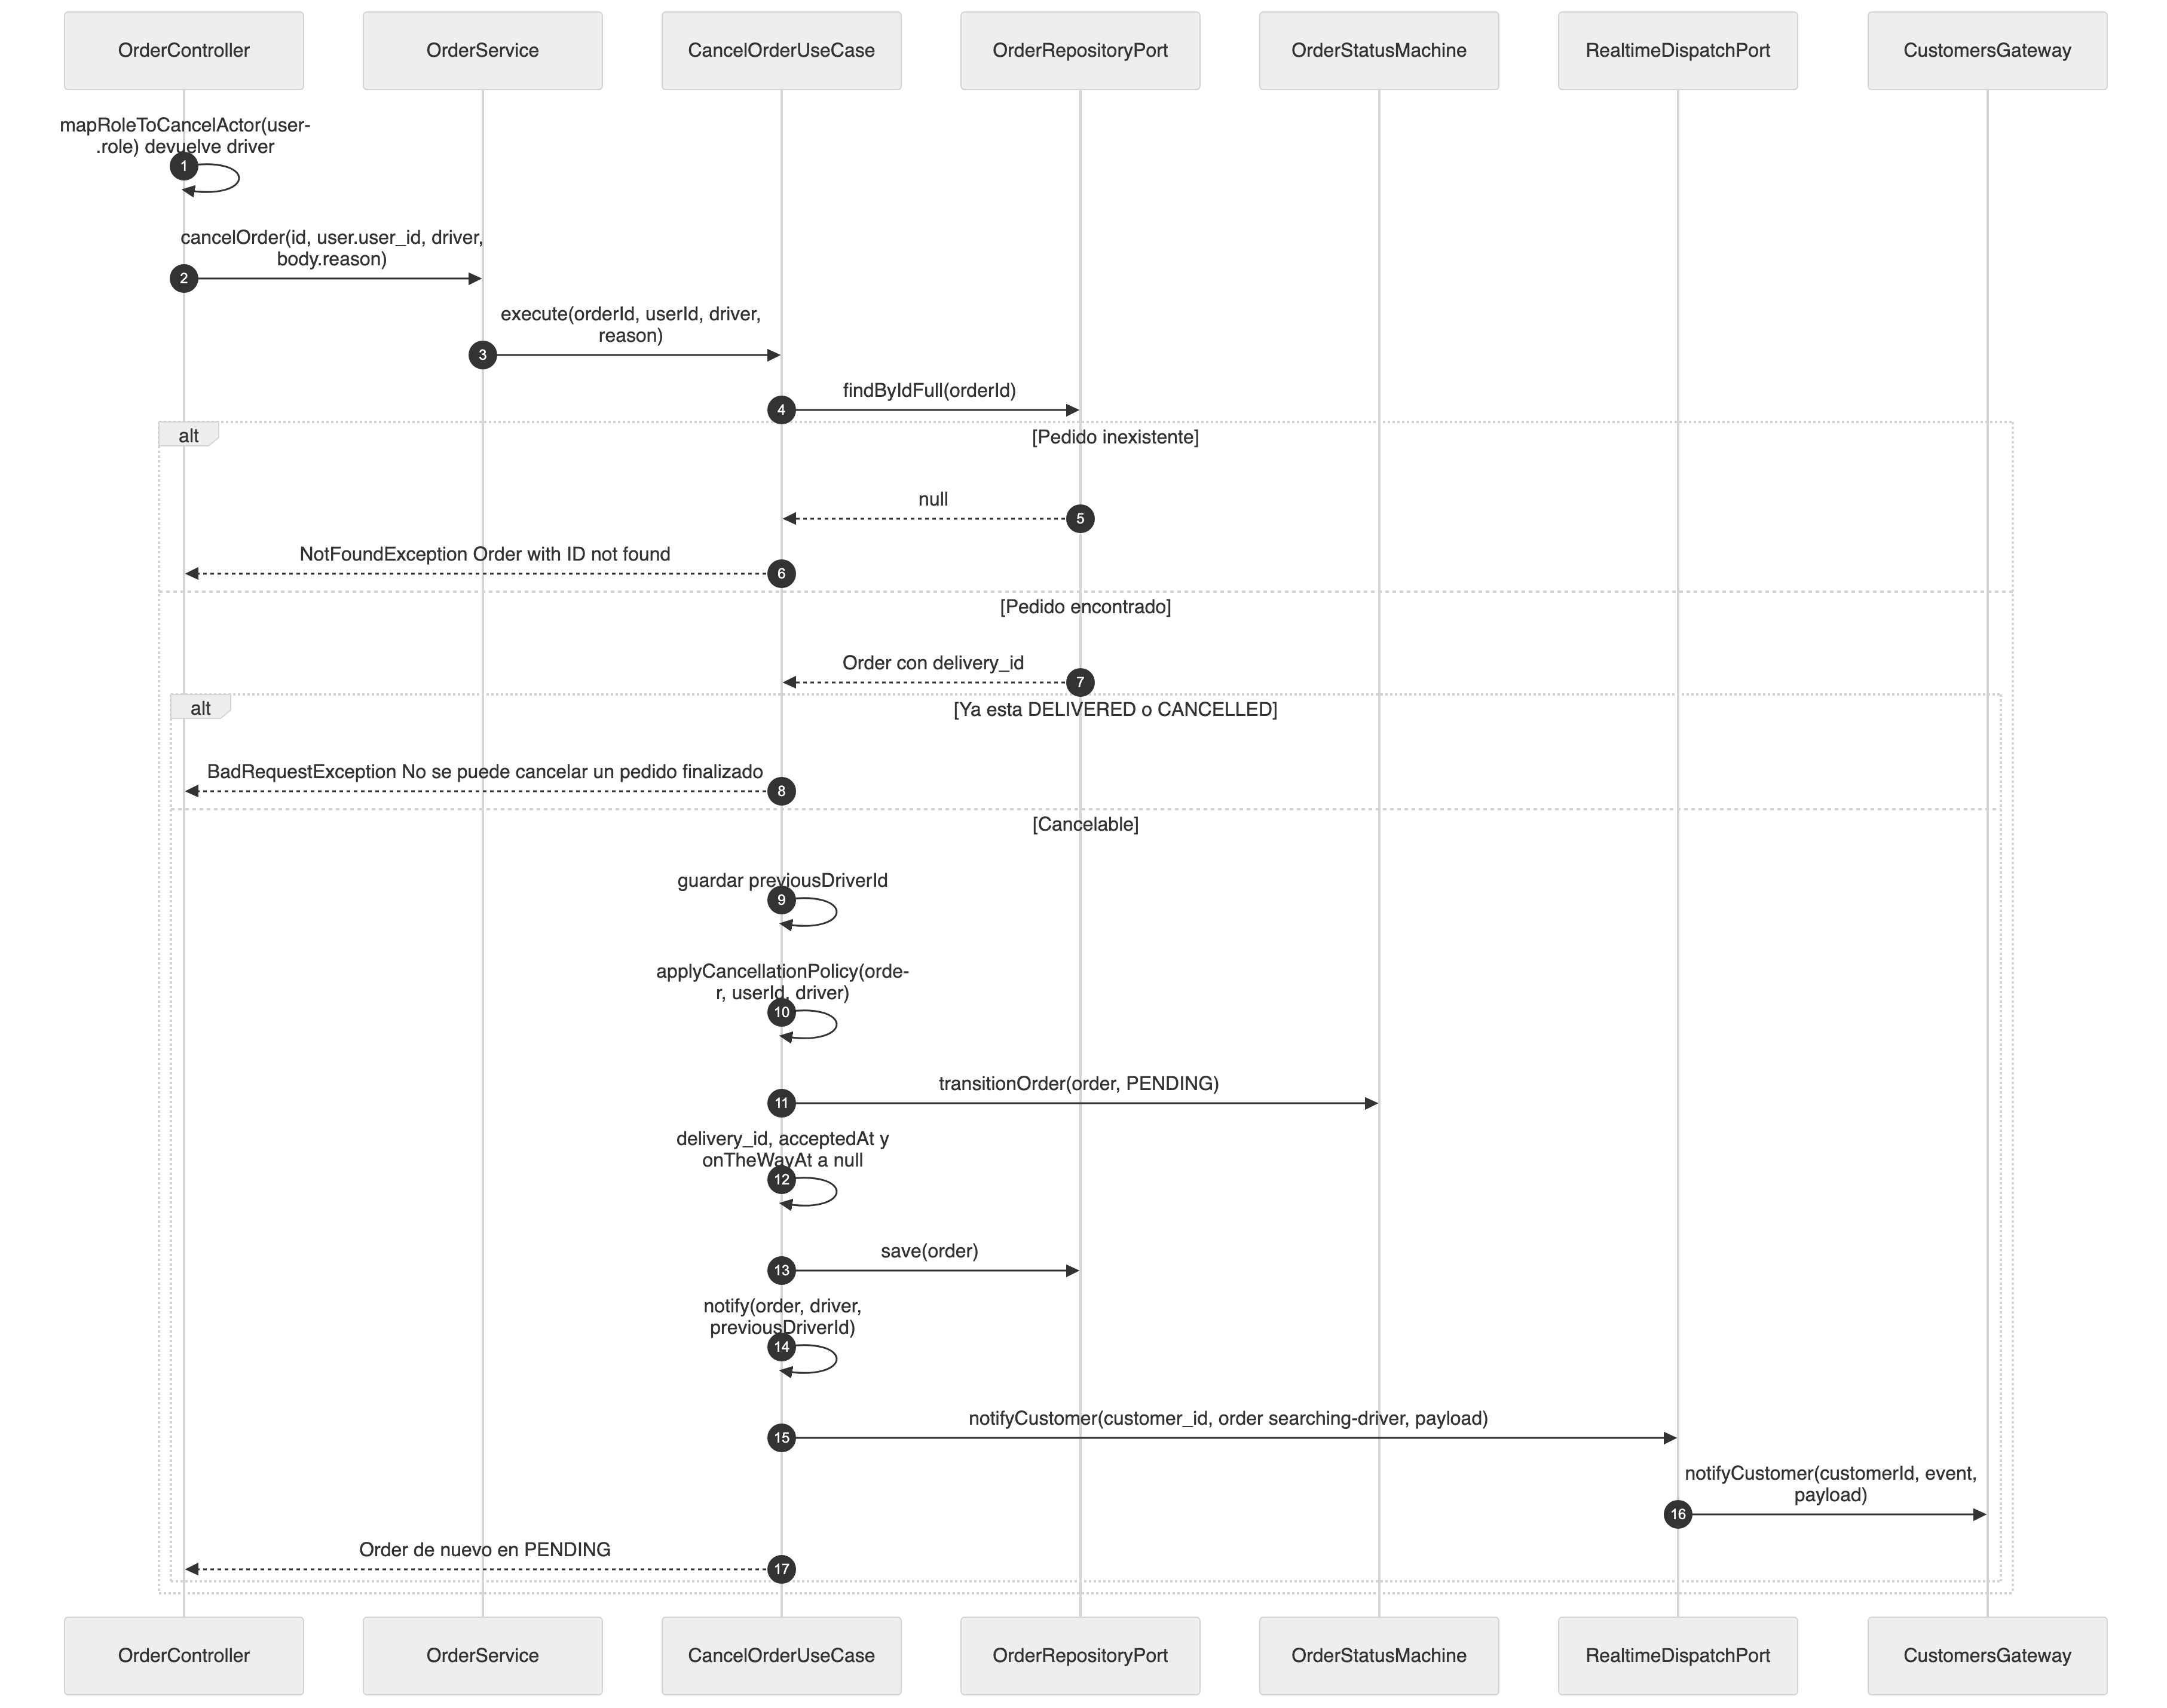 OrderController
OrderService
CancelOrderUseCase
OrderRepositoryPort
OrderStatusMachine
RealtimeDispatchPort
CustomersGateway
mapRoleToCancelActor(user-
.role) devuelve driver
1
cancelOrder(id, user.user_id, driver,
body.reason)
2
execute(orderId, userId, driver,
reason)
3
findByIdFull(orderId)
4
alt
[Pedido inexistente]
null
5
NotFoundException Order with ID not found
6
[Pedido encontrado]
Order con delivery_id
7
alt
[Ya esta DELIVERED o CANCELLED]
BadRequestException No se puede cancelar un pedido finalizado
8
[Cancelable]
guardar previousDriverId
9
applyCancellationPolicy(orde-
r, userId, driver)
10
transitionOrder(order, PENDING)
11
delivery_id, acceptedAt y
onTheWayAt a null
12
save(order)
13
notify(order, driver,
previousDriverId)
14
notifyCustomer(customer_id, order searching-driver, payload)
15
notifyCustomer(customerId, event,
payload)
16
Order de nuevo en PENDING
17
OrderController
OrderService
CancelOrderUseCase
OrderRepositoryPort
OrderStatusMachine
RealtimeDispatchPort
CustomersGateway